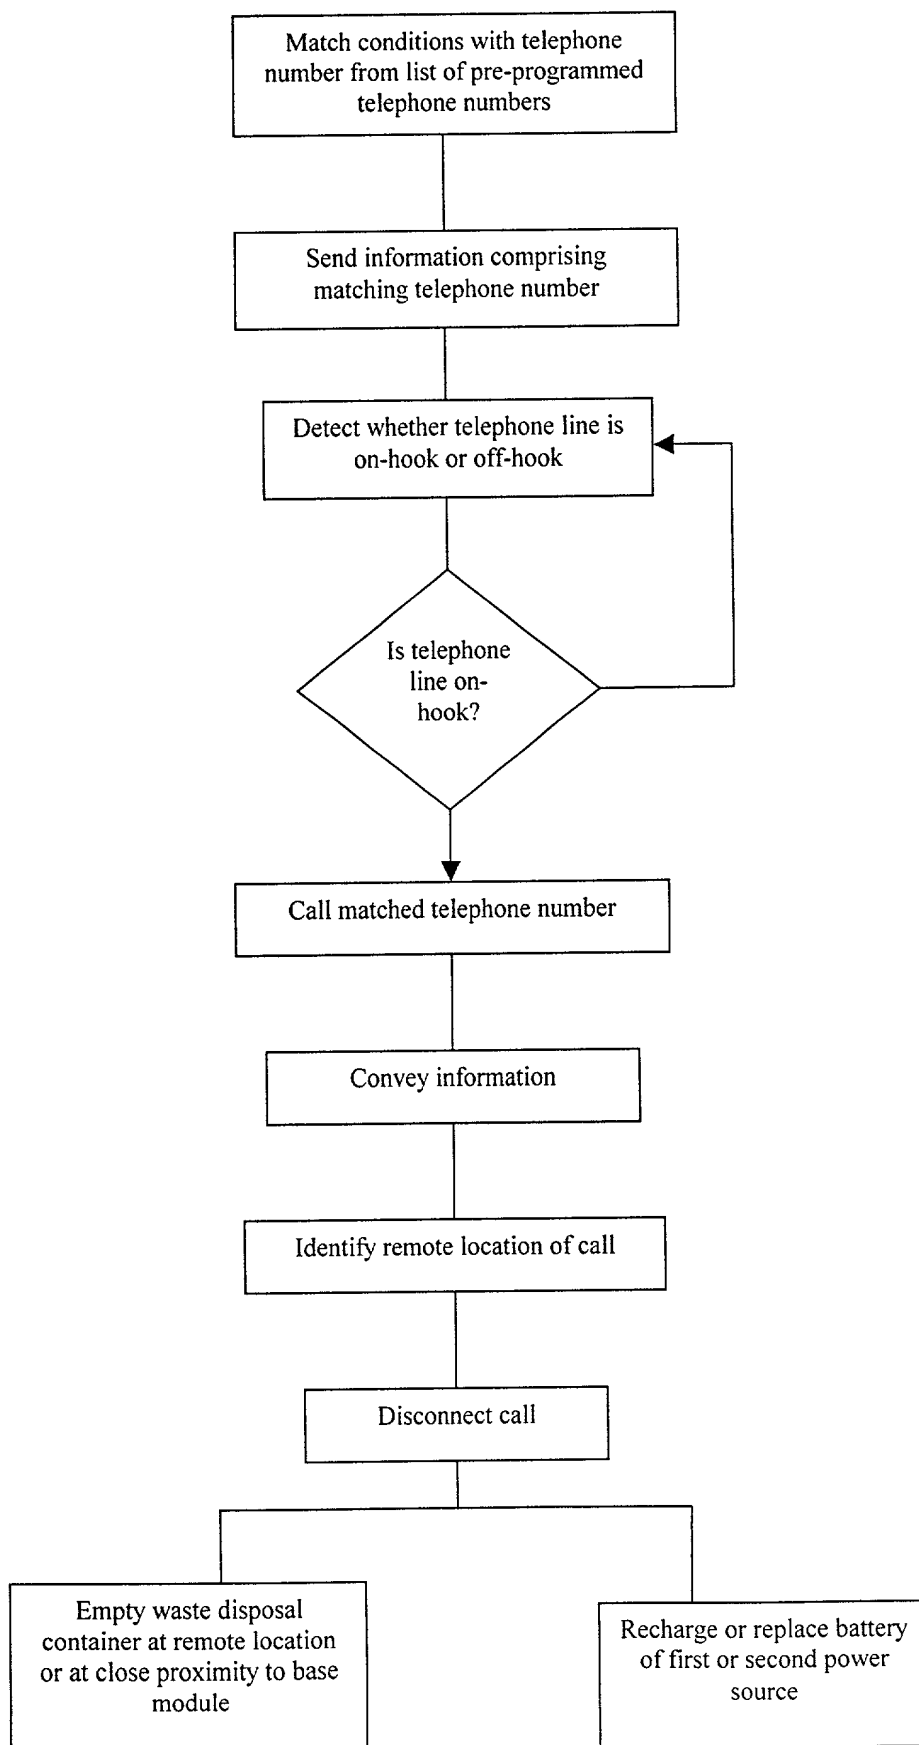 Match conditions with telephone
number from list of pre-programmed
telephone numbers
Send information comprising
matching telephone number
Detect whether telephone line is
on-hook or off-hook
Is telephone
line on-
hook?
Call matched telephone number
Convey information
Identify remote location of call
Disconnect call
Empty waste disposal
container at remote location
or at close proximity to base
module
Recharge or replace battery
of first or second power
source